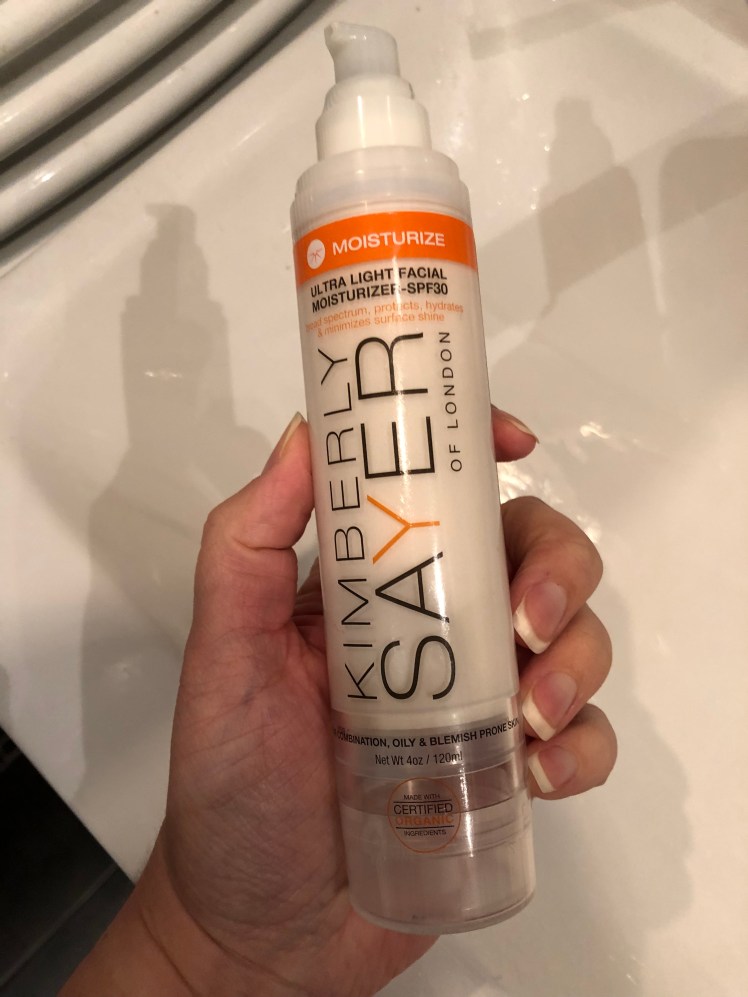 MOISTURIZE
ULTRA LIGHT FACIAL
MOISTURIZER-SPF30
spectrum, protects, hydrates
& minimizes surface shine
KIMBERLY
SAYER
OF LONDON
COMBINATION, OILY & BLEMISH PRONE SKIN
Net Wt 4oz / 120ml
MADE WITH
CERTIFIED
ORGANIC
INGREDIENTS